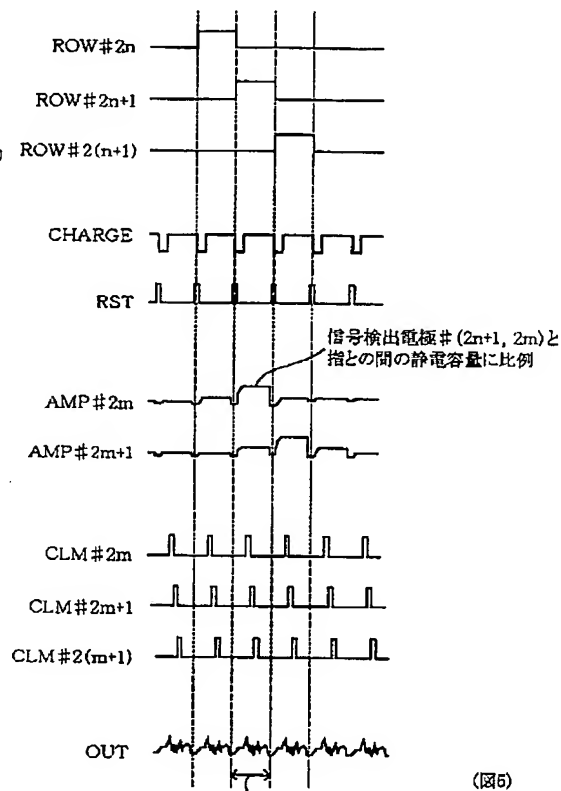 ROW#2n
ROW#2n+1
ROW#2(n+1)
CHARGE
RST
信号検出電極#(2n+1, 2m)と
指との間の静電容量に比例
AMP#2m
AMP#2m+1
CLM#2m
CLM#2m+1
CLM#2(m+1)
OUT
(図5)